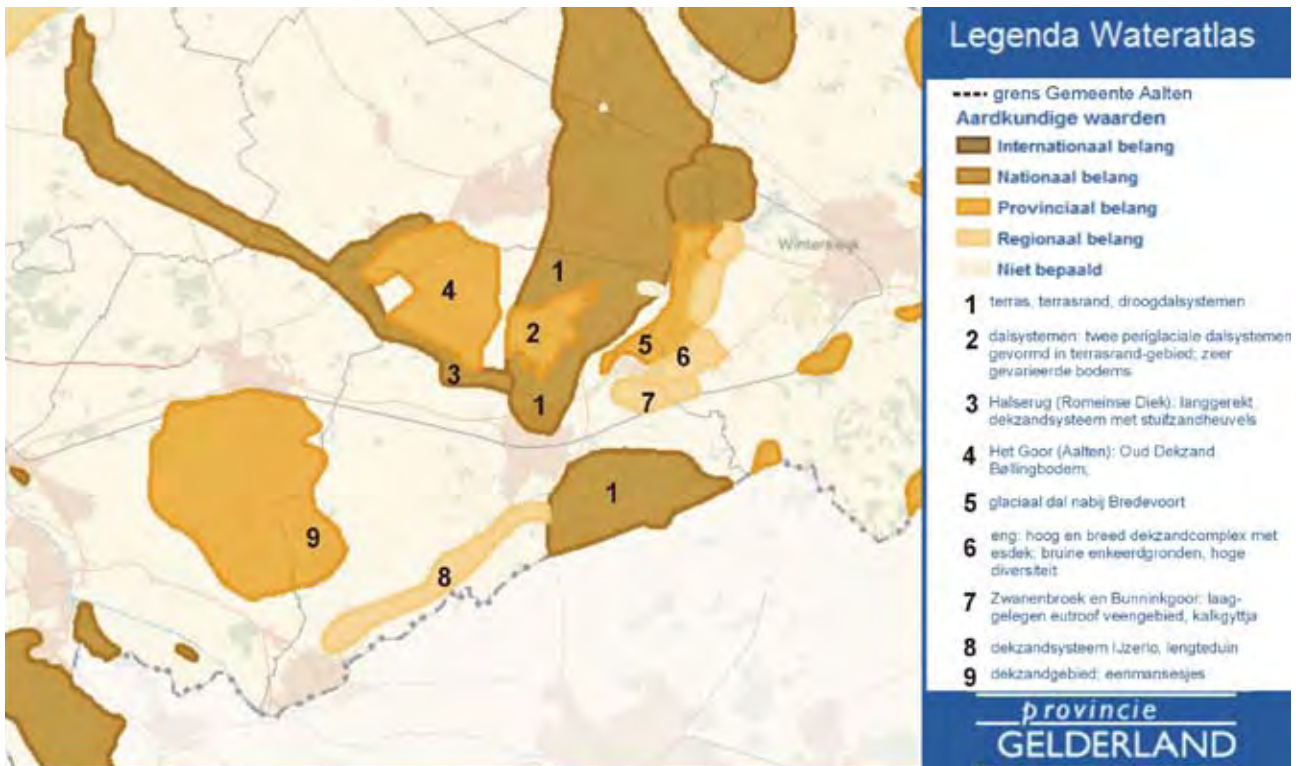 Legenda Wateratlas
grens Gemeente Aalten
Aardkundige waarden
Internationaal belang
Nationaal belang
Provinciaal belang
Regionaal belang
Niet bepaald
1 terras, terrasrand, droogdalsystemen
2 dalsystemen: twee periglaciale dalsystemen
gevormd in terrasrand-gebied; zeer
gevarieerde bodems
3 Halserug (Romeinse Diek): langgerekt
dekzandsysteem met stuifzandheuvels
4 Het Goor (Aalten): Oud Dekzand
Bøllingbodem,
5 glaciaal dal nabij Bredevoort
6 eng: hoog en breed dekzandcomplex met
esdek: bruine enkeerdgronden, hoge
diversiteit
7 Zwanenbroek en Bunninkgoor: laag-
gelegen eutroof veengebied, kalkgyttja
8 dekzandsysteem IJzerlo, lengteduin
9 dekzandgebied: eenmansesjes
provincie
GELDERLAND
Winterswijk
1
4
2
5
6
3
1
7
1
9
8